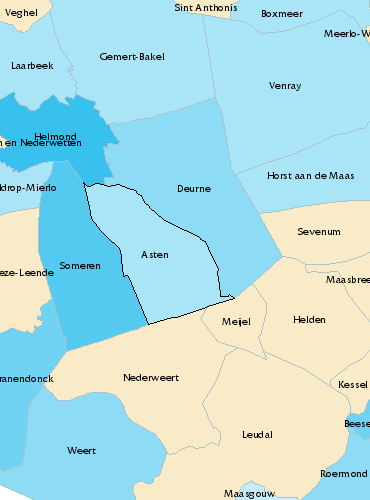 Sint Anthonis
Veghel
Boxmeer
Meerlo-W
Gemert-Bakel
Laarbeek
Venray
Helmond
n en Nederwetten
Horst aan de Maas
ldrop-Mierlo
Deurne
Sevenum
Asten
Someren
eze-Leende
Maasbree
Meijel
Helden
Nederweert
ranendonck
Kessel
Beese
Leudal
Weert
Roermond
Maasgouw